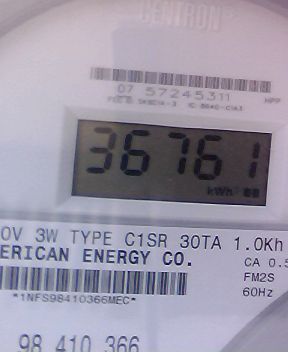 CENTRON®
07 57245311 HPP
36761
kWh
0V 3W TYPE C1SR 30TA 1.0Kh
ERICAN ENERGY CO. CA 0.5
FM2S
*1NFS98410366MEC* 60Hz
98 410 366